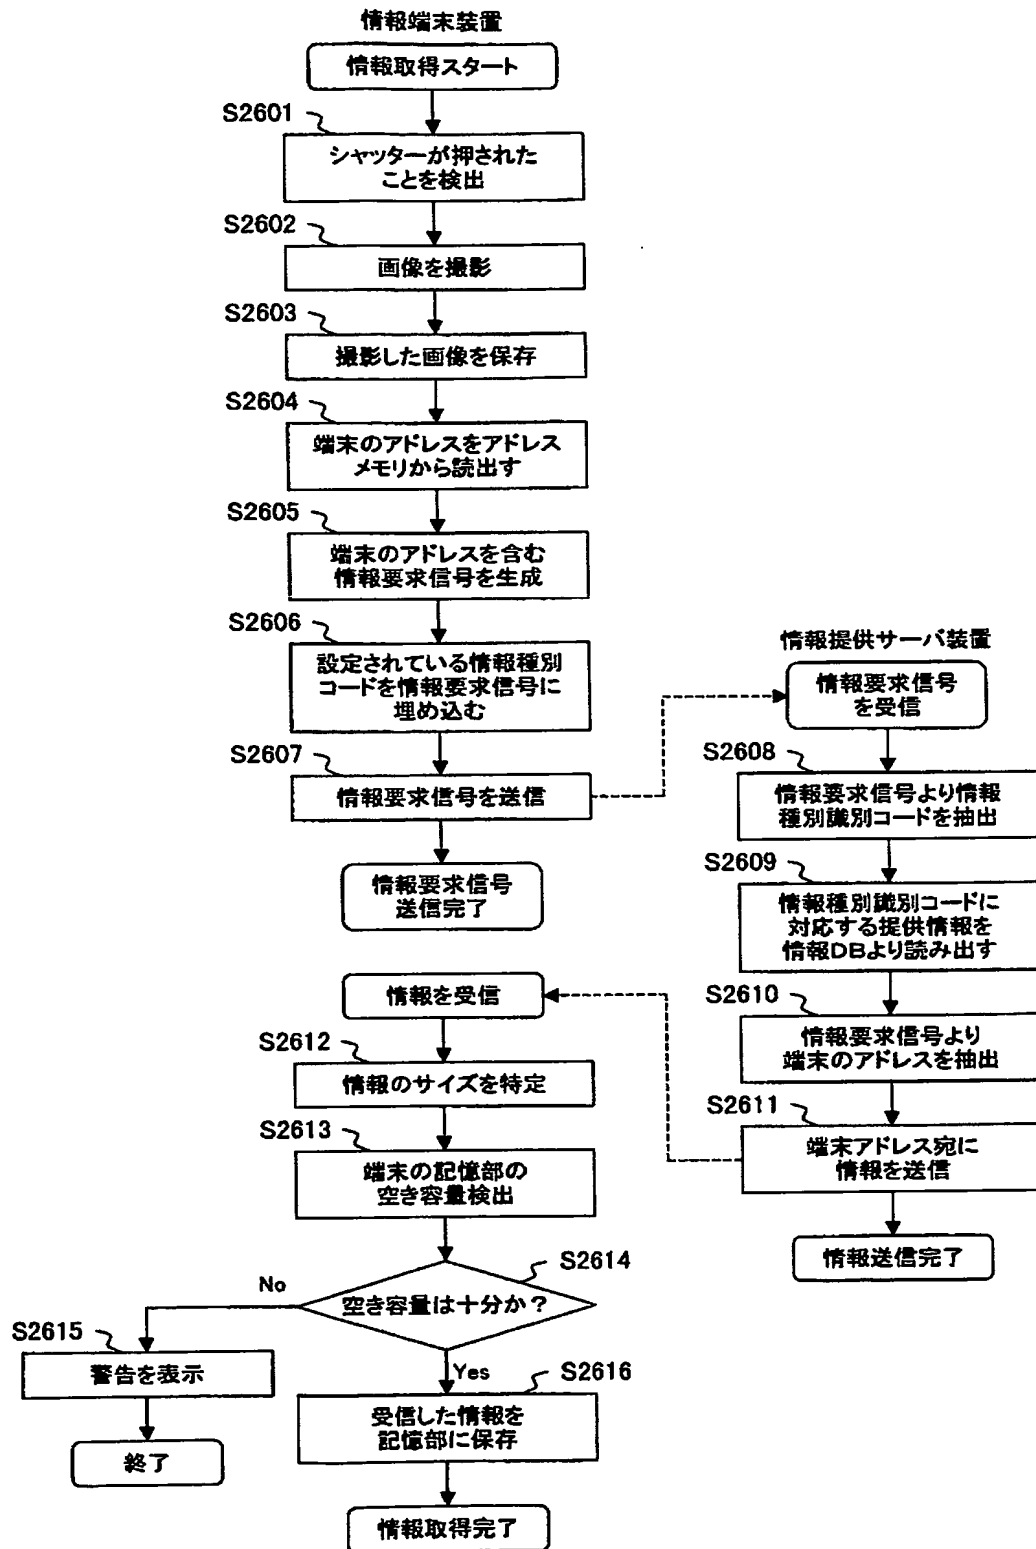 情報端末装置
情報取得スタート
S2601
シャッターが押された
ことを検出
S2602
画像を撮影
S2603
撮影した画像を保存
S2604
端末のアドレスをアドレス
メモリから読出す
S2605
端末のアドレスを含む
情報要求信号を生成
S2606
設定されている情報種別
コードを情報要求信号に
埋め込む
S2607
情報要求信号を送信
情報要求信号
送信完了
情報提供サーバ装置
情報要求信号
を受信
S2608
情報要求信号より情報
種別識別コードを抽出
S2609
情報種別識別コードに
対応する提供情報を
情報DBより読み出す
S2610
情報要求信号より
端末のアドレスを抽出
S2611
端末アドレス宛に
情報を送信
情報送信完了
情報を受信
S2612
情報のサイズを特定
S2613
端末の記憶部の
空き容量検出
S2614
空き容量は十分か?
No
S2615
警告を表示
終了
Yes
S2616
受信した情報を
記憶部に保存
情報取得完了